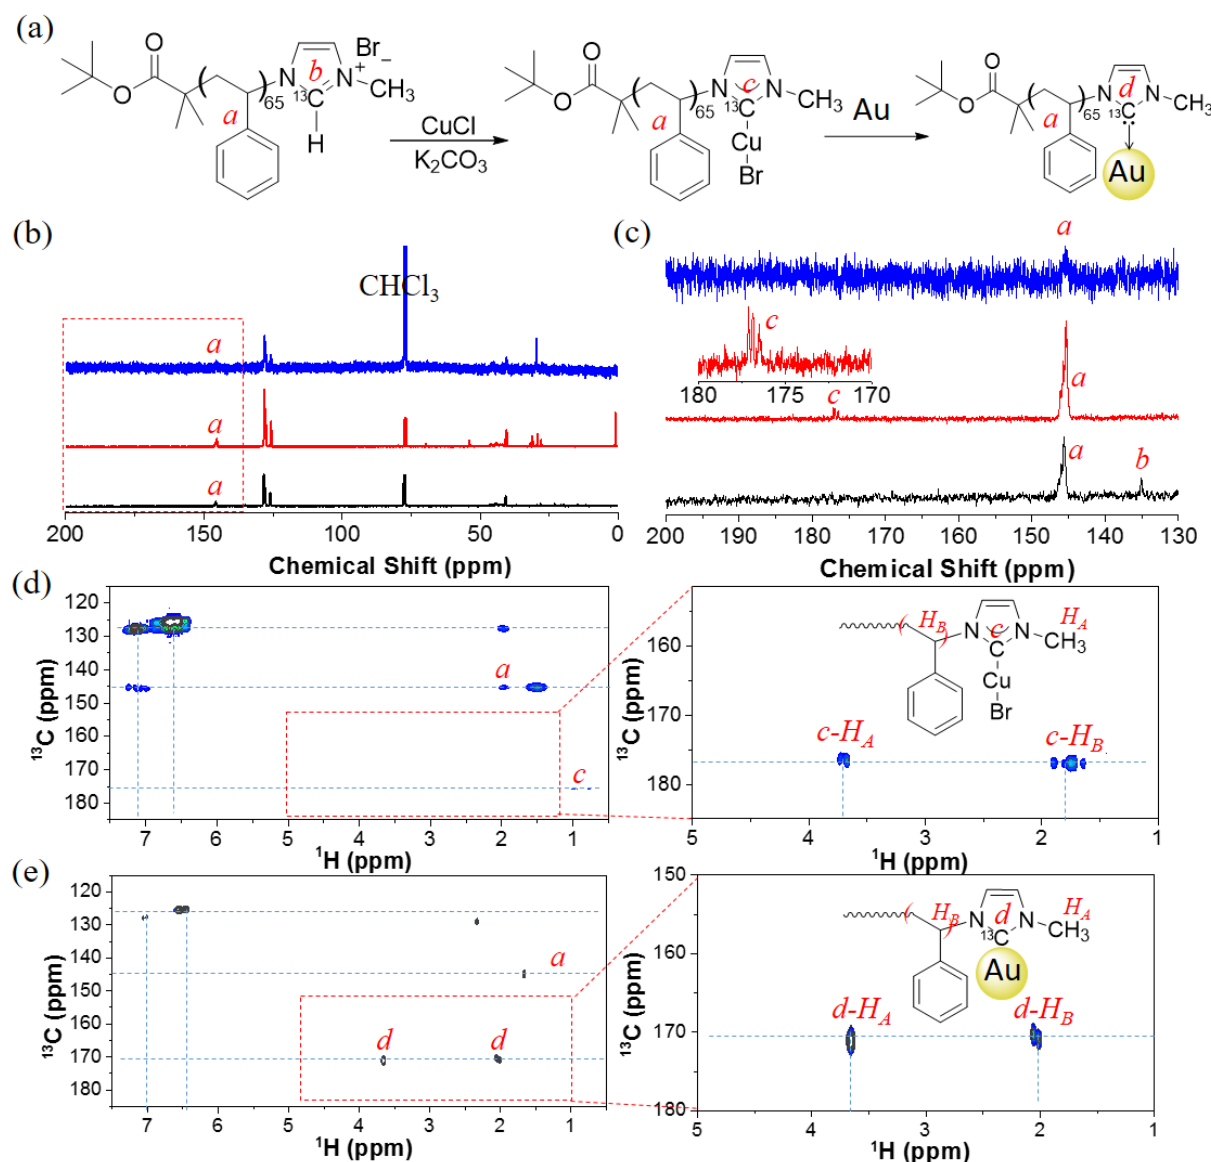 (a)
O
O
a
65
N
b
13C
H
Br
−
+
N
CH3
CuCl
K2CO3
O
O
a
65
N
c
13C
N
CH3
Cu
Br
Au
O
O
a
65
N
d
13C
N
CH3
Au
(b)
CHCl3
a
a
a
200 150 100 50 0
Chemical Shift (ppm)
(c)
a
c
180 175 170
a
c
a
b
200 190 180 170 160 150 140 130
Chemical Shift (ppm)
(d)
120
130
140
150
160
170
180
13C (ppm)
a
c
7 6 5 4 3 2 1
1H (ppm)
160
170
180
13C (ppm)
HB
N
c
N
HA
CH3
C
Cu
Br
c-HA
c-HB
5 4 3 2 1
1H (ppm)
(e)
120
130
140
150
160
170
180
13C (ppm)
a
d
d
7 6 5 4 3 2 1
1H (ppm)
150
160
170
180
13C (ppm)
HB
N
d
N
HA
CH3
13C
Au
d-HA
d-HB
5 4 3 2 1
1H (ppm)